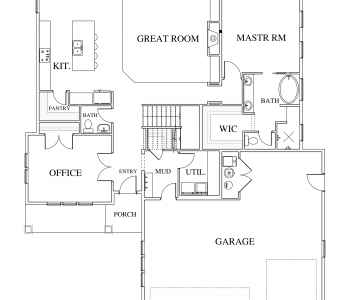 GREAT ROOM
MASTR RM
KIT.
PANTRY
BATH
BATH
WIC
OFFICE
ENTRY
MUD
UTIL.
PORCH
GARAGE